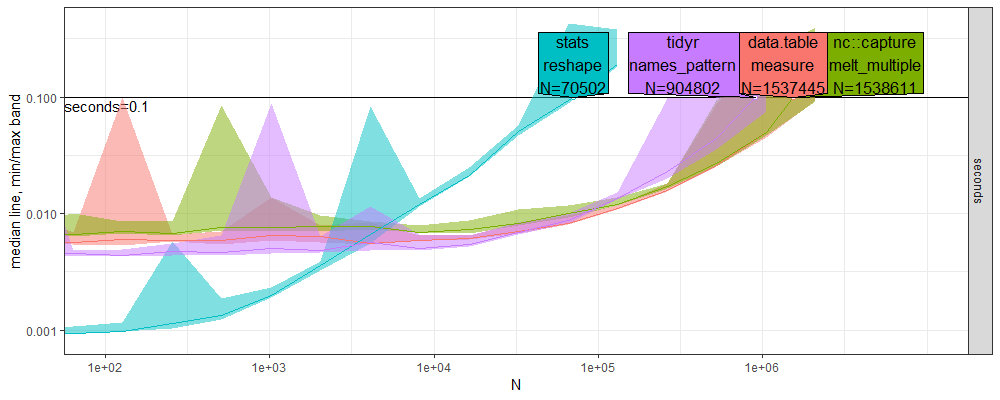 stats
reshape
N=70502
tidyr
names_pattern
N=904802
data.table
measure
N=1537445
nc::capture
melt_multiple
N=1538611
seconds=0.1
0.100
0.010
0.001
median line, min/max band
seconds
1e+02
1e+03
1e+04
1e+05
1e+06
N